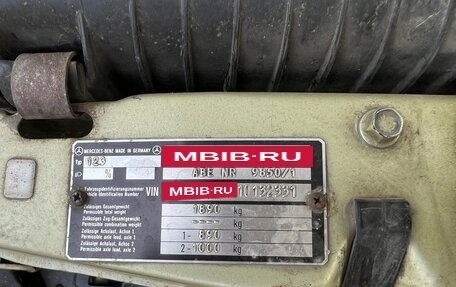 MERCEDES-BENZ MADE IN GERMANY
Typ 123
MBIB-RU
ABE NR 9850/1
%
Fahrzeugidentifizierungsnummer
Vehicle Identification number
VIN
MBIB-RU
132331
Zulässiges Gesamtgewicht
Permissible total weight
1890 kg
Zulässiges Zug-Gesamtgewicht
Permissible combination weight
---- kg
Zulässige Achslast, Achse 1
Permissible axle load, axle 1
1- 890 kg
Zulässige Achslast, Achse 2
Permissible axle load, axle 2
2-1000 kg